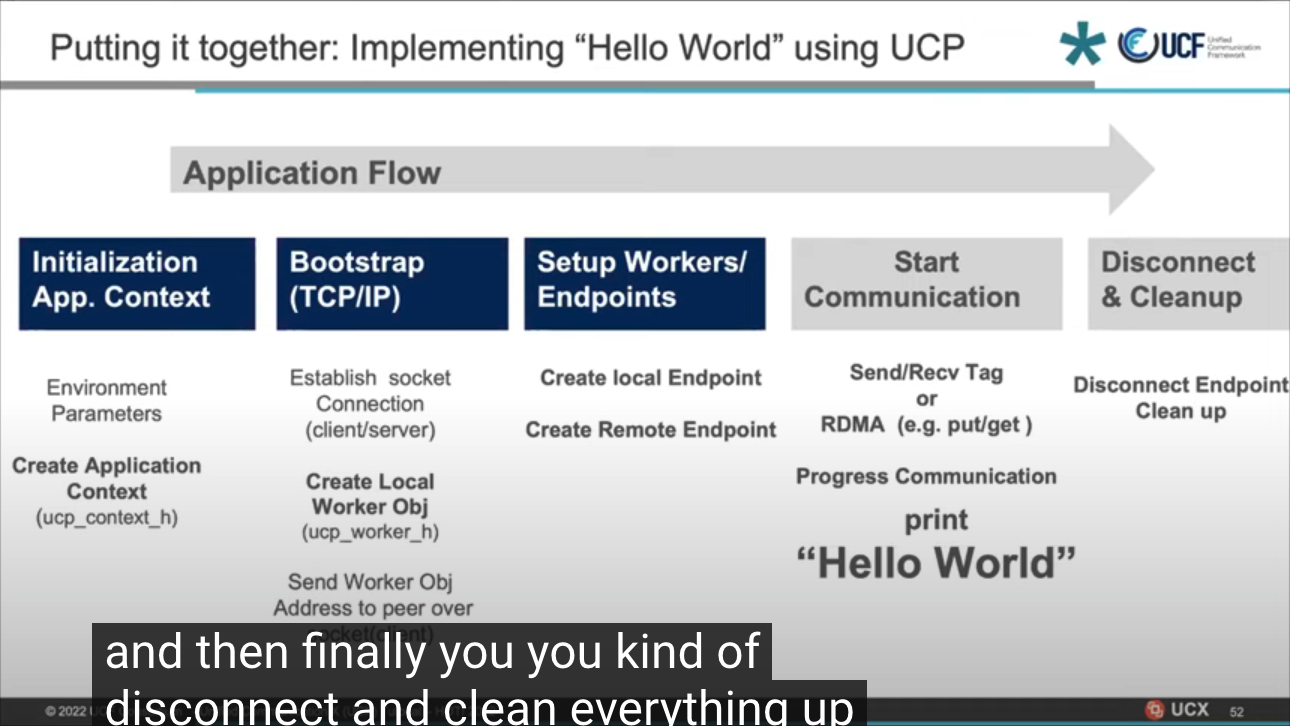 Putting it together: Implementing “Hello World” using UCP
UCF
Unified
Communication
Framework
Application Flow
Initialization
App. Context
Environment
Parameters
Create Application
Context
(ucp_context_h)
Bootstrap
(TCP/IP)
Establish socket
Connection
(client/server)
Create Local
Worker Obj
(ucp_worker_h)
Send Worker Obj
Address to peer over
socket(client)
Setup Workers/
Endpoints
Create local Endpoint
Create Remote Endpoint
Start
Communication
Send/Recv Tag
or
RDMA (e.g. put/get )
Progress Communication
print
“Hello World”
Disconnect
& Cleanup
Disconnect Endpoint
Clean up
and then finally you you kind of
disconnect and clean everything up
© 2022
UCX 52